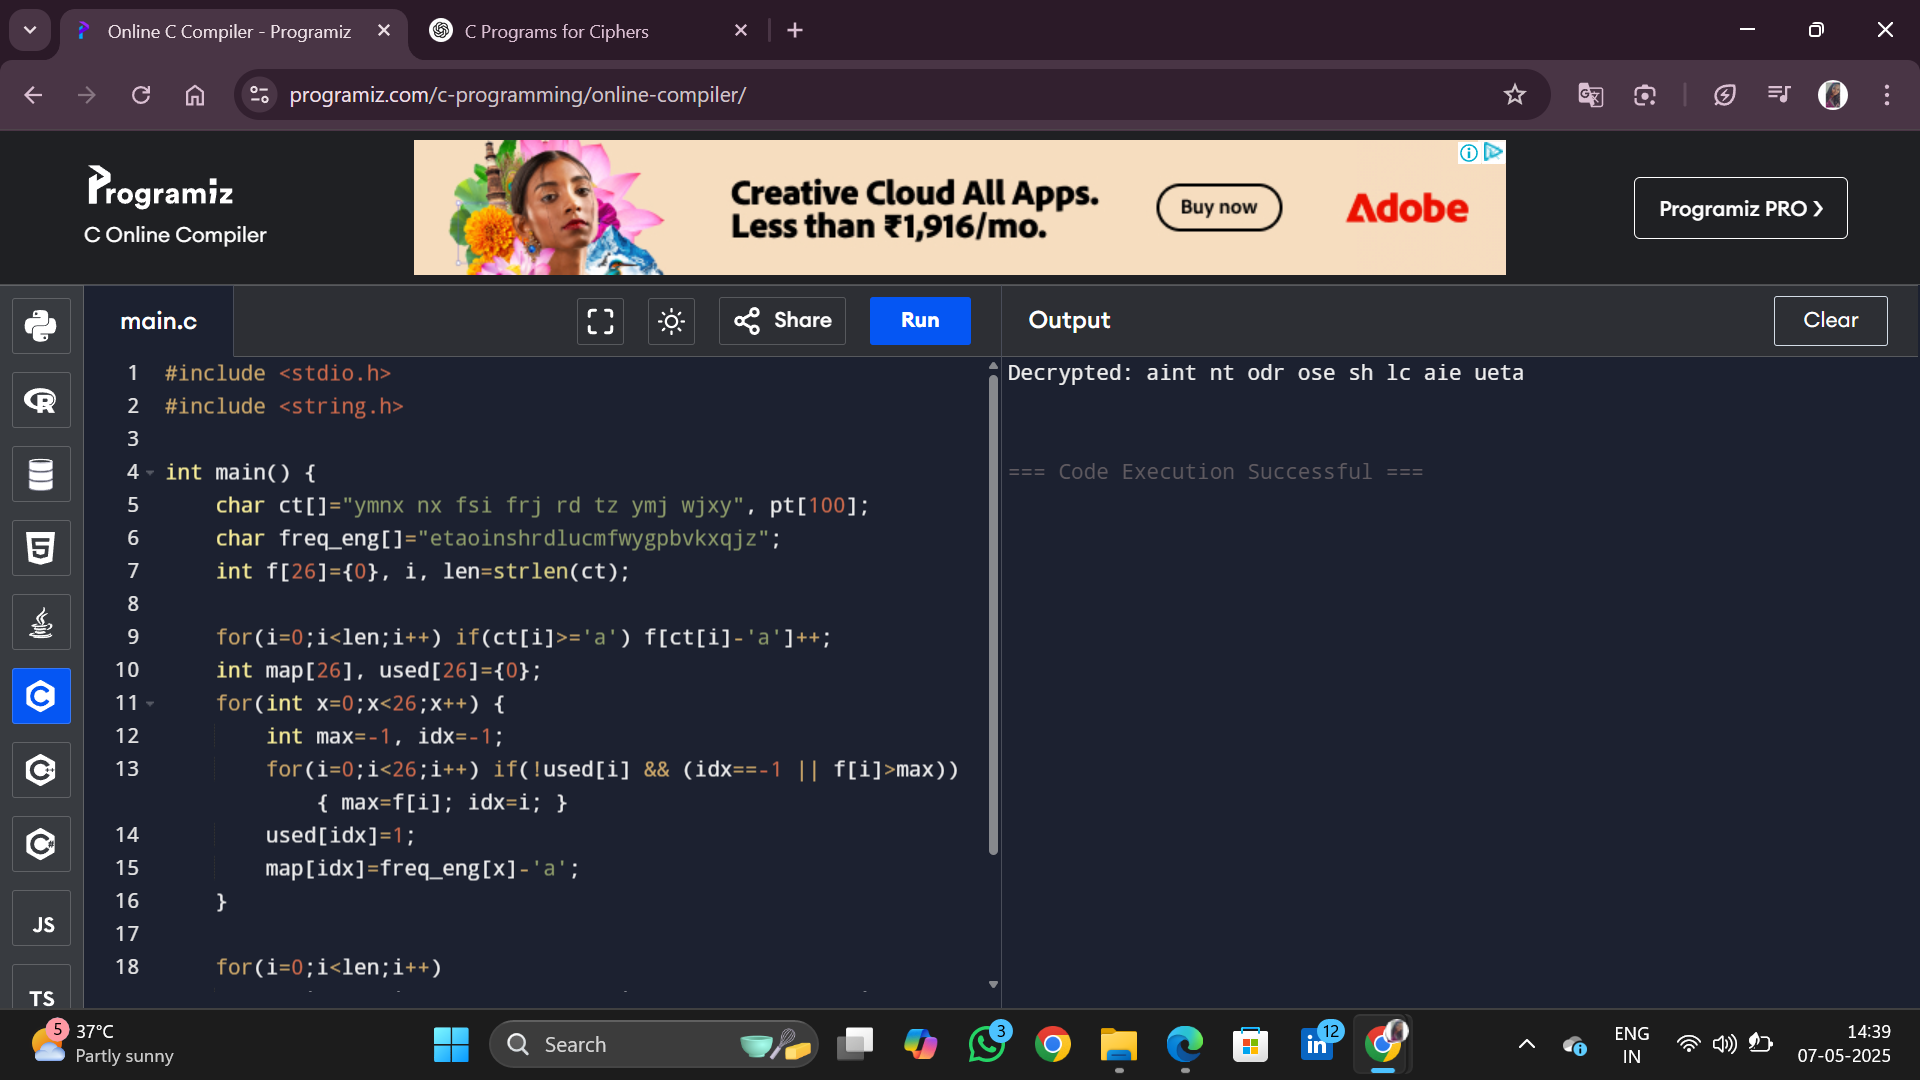 Online C Compiler - Programiz
C Programs for Ciphers
programiz.com/c-programming/online-compiler/
Programiz
C Online Compiler
Creative Cloud All Apps.
Less than ₹1,916/mo.
Buy now
Adobe
Programiz PRO ❯
main.c
Share
Run
Output
Clear
1 #include <stdio.h>
2 #include <string.h>
3
4 int main() {
5 char ct[]="ymnx nx fsi frj rd tz ymj wjxy", pt[100];
6 char freq_eng[]="etaoinshrdlucmfwygpbvkxqjz";
7 int f[26]={0}, i, len=strlen(ct);
8
9 for(i=0;i<len;i++) if(ct[i]>='a') f[ct[i]-'a']++;
10 int map[26], used[26]={0};
11 for(int x=0;x<26;x++) {
12 int max=-1, idx=-1;
13 for(i=0;i<26;i++) if(!used[i] && (idx==-1 || f[i]>max))
{ max=f[i]; idx=i; }
14 used[idx]=1;
15 map[idx]=freq_eng[x]-'a';
16 }
17
18 for(i=0;i<len;i++)
Decrypted: aint nt odr ose sh lc aie ueta
=== Code Execution Successful ===
JS
TS
5
37°C
Partly sunny
Search
3
12
ENG
IN
14:39
07-05-2025